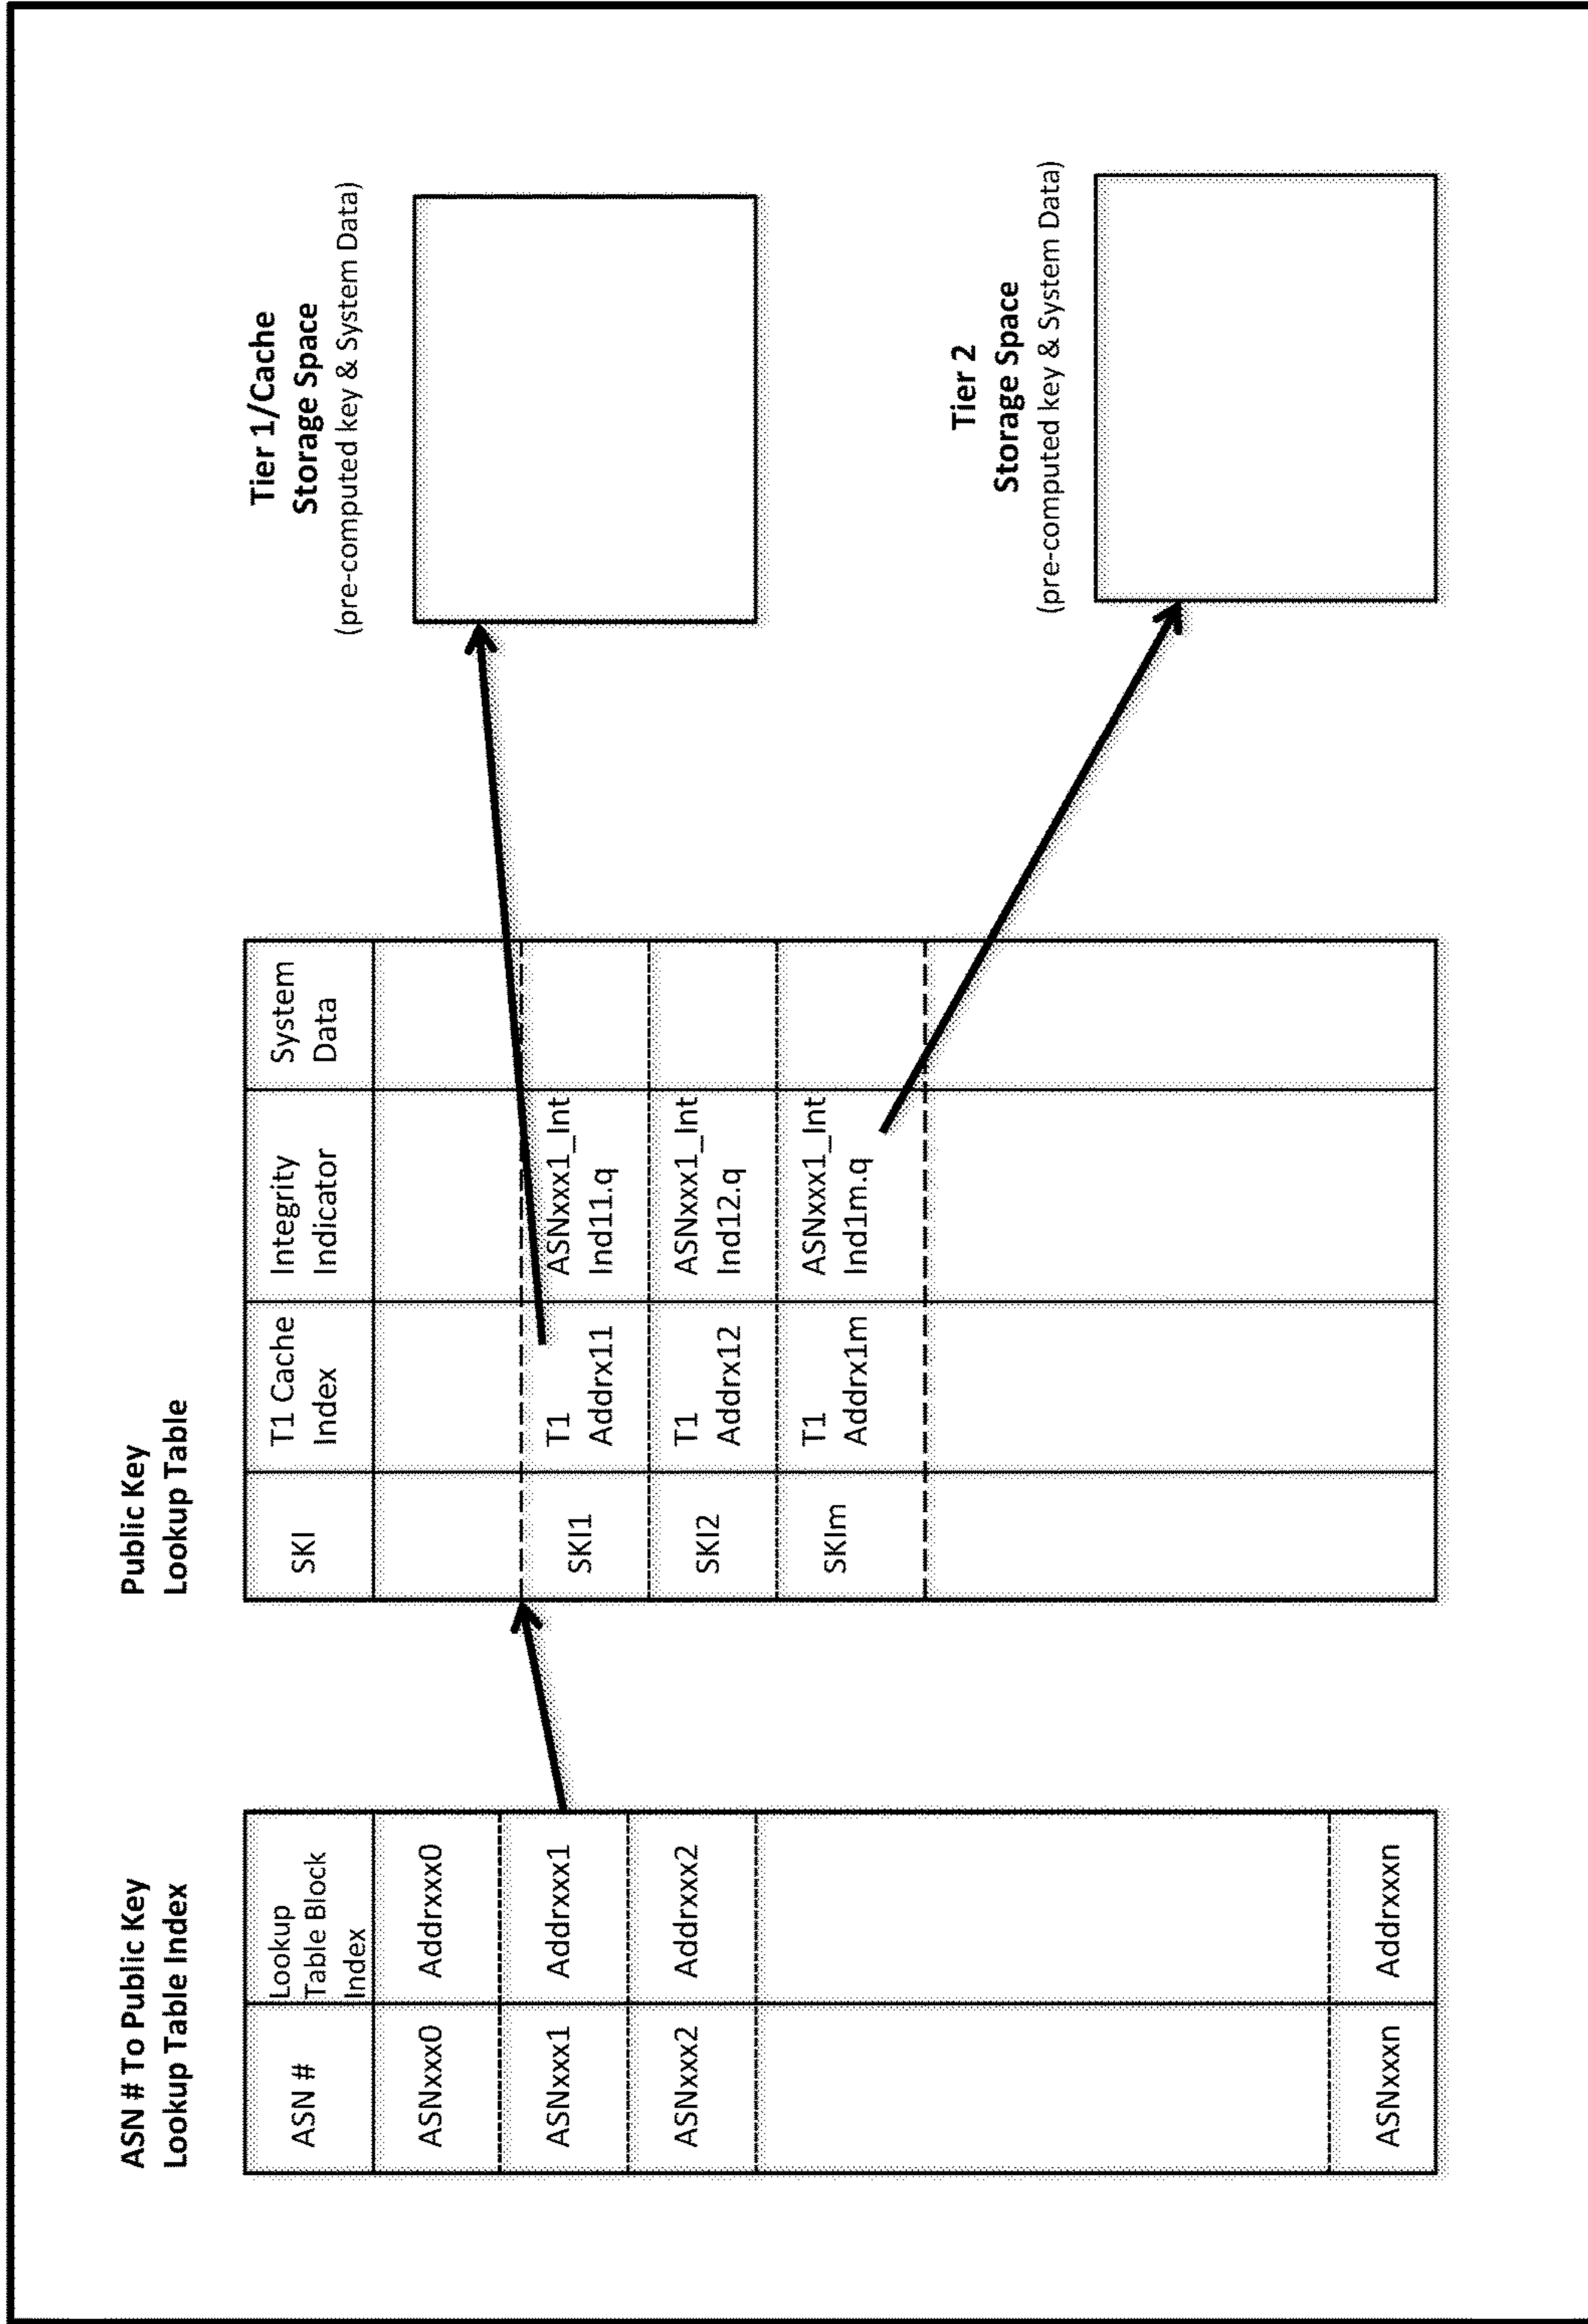 ASN # To Public Key
Lookup Table Index
ASN #
Lookup
Table Block
Index
ASNxxx0
Addrxxx0
ASNxxx1
Addrxxx1
ASNxxx2
Addrxxx2
ASNxxxn
Addrxxxn
Public Key
Lookup Table
SKI
T1 Cache
Index
Integrity
Indicator
System
Data
SKI1
T1
Addrx11
ASNxxx1_Int
Ind11.q
SKI2
T1
Addrx12
ASNxxx1_Int
Ind12.q
SKIm
T1
Addrx1m
ASNxxx1_Int
Ind1m.q
Tier 1/Cache
Storage Space
(pre-computed key & System Data)
Tier 2
Storage Space
(pre-computed key & System Data)